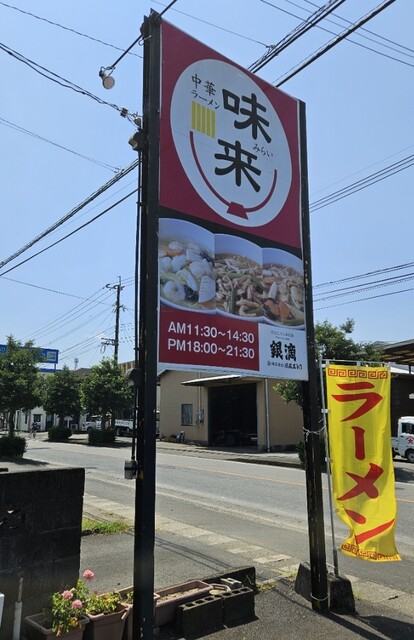 中華
ラーメン
味来
みらい
AM11:30~14:30
PM18:00~21:30
銀滴
ラーメン